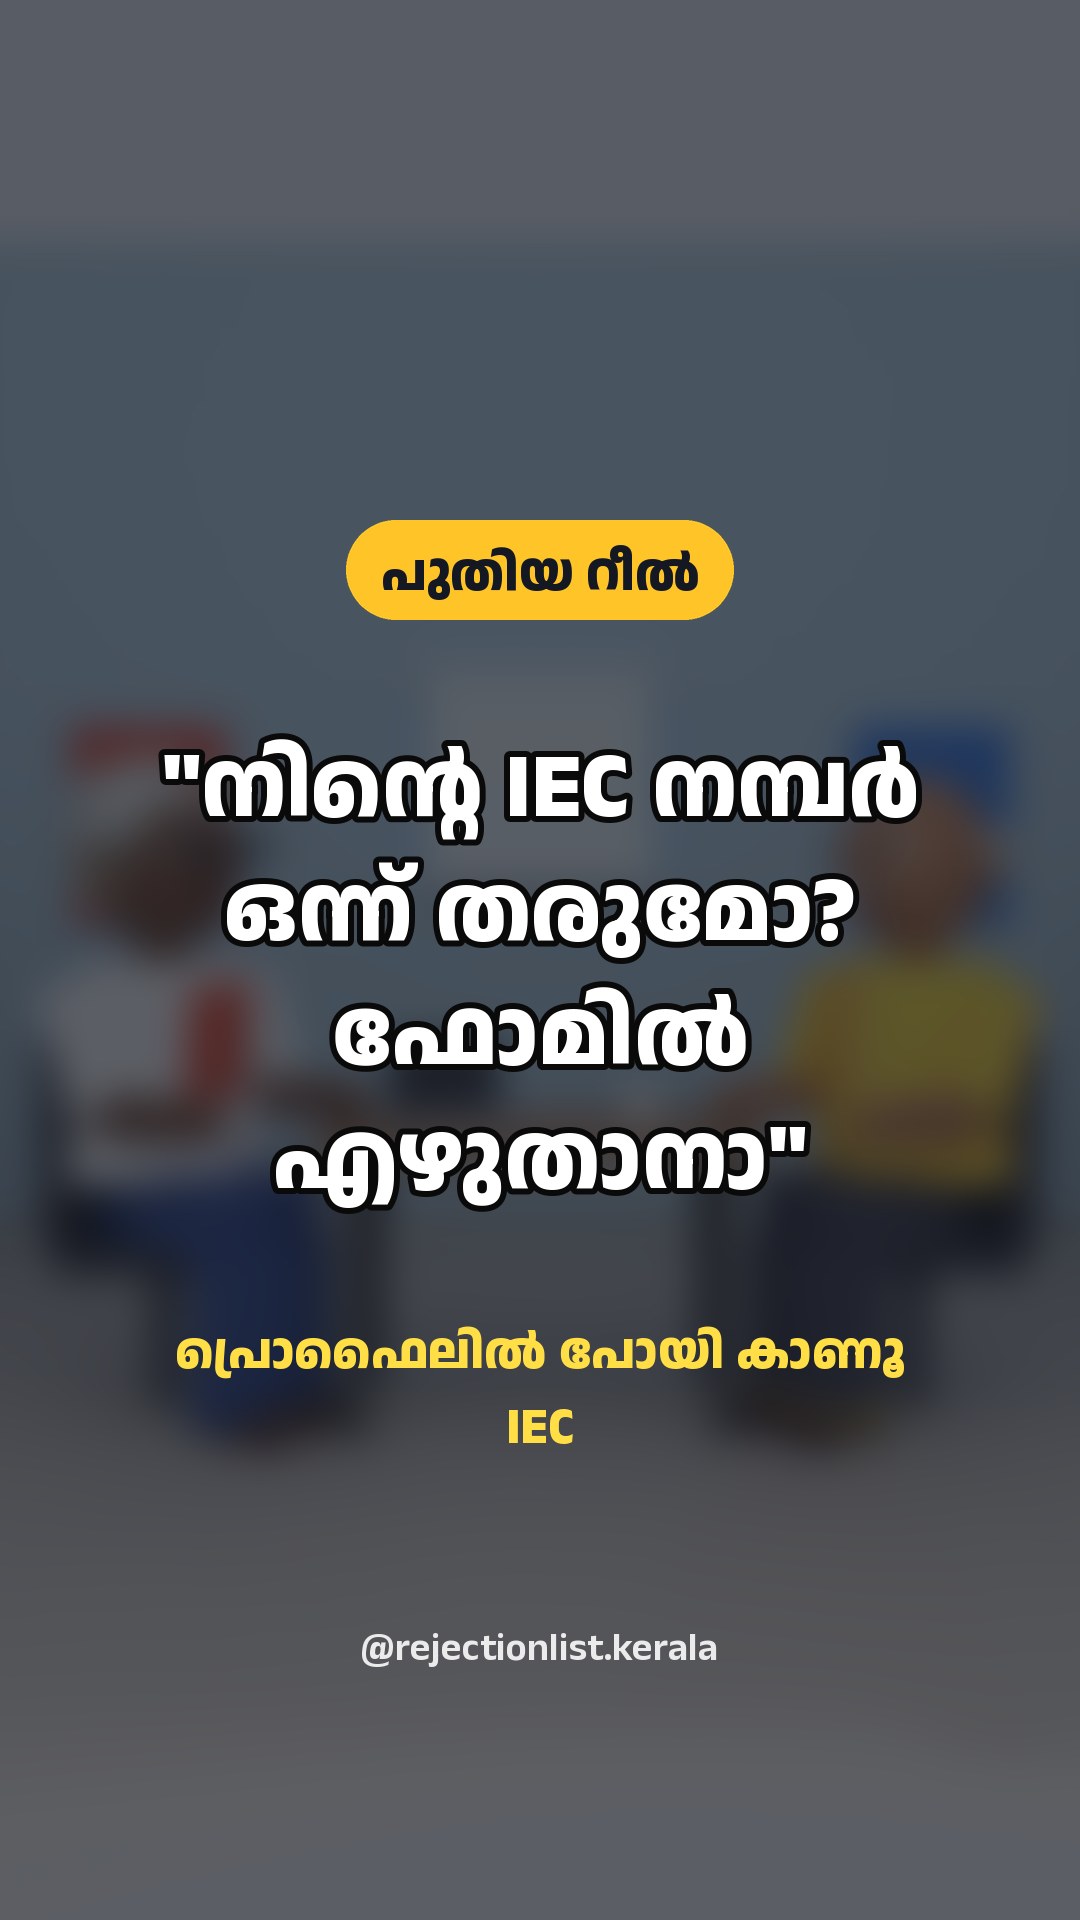 പുതിയ റീൽ
"നിന്റെ IEC നമ്പർ
ഒന്ന് തരുമോ?
ഫോമിൽ
എഴുതാനാ"
പ്രൊഫൈലിൽ പോയി കാണൂ
IEC
@rejectionlist.kerala